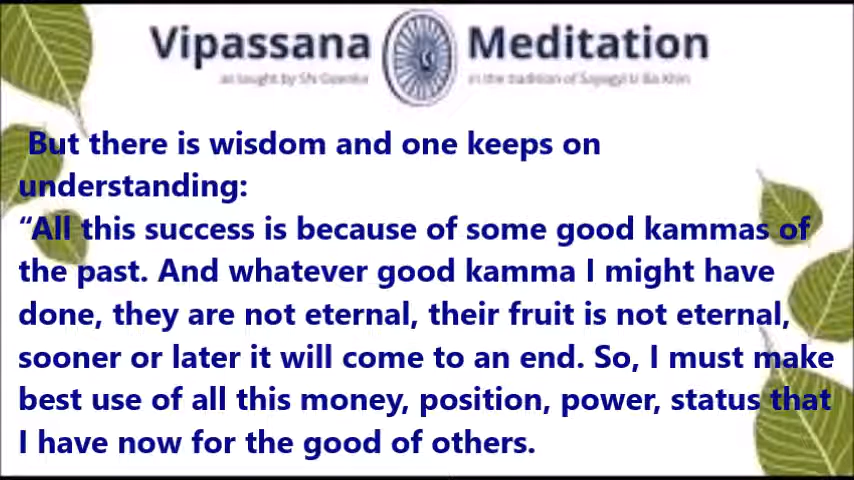 Vipassana Meditation
as taught by SN Goenka in the tradition of Sayagyi U Ba Khin
But there is wisdom and one keeps on
understanding:
“All this success is because of some good kammas of
the past. And whatever good kamma I might have
done, they are not eternal, their fruit is not eternal,
sooner or later it will come to an end. So, I must make
best use of all this money, position, power, status that
I have now for the good of others.